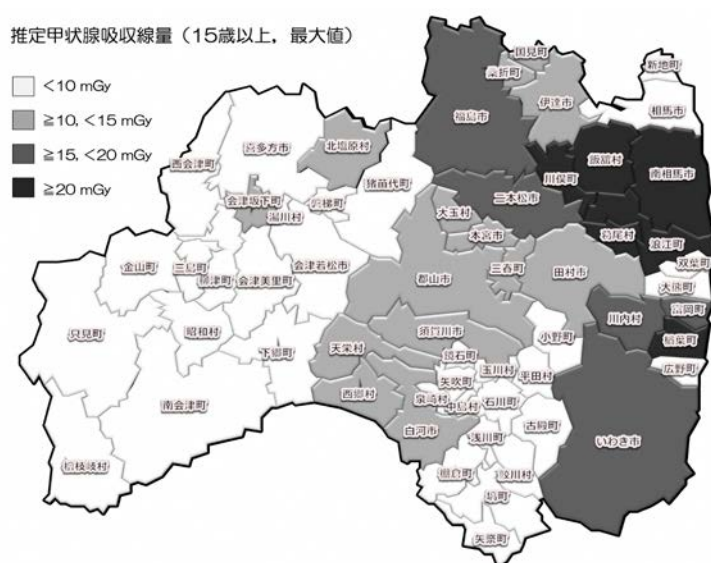 推定甲状腺吸収線量（15歳以上，最大値）
<10 mGy
≧10, <15 mGy
≧15, <20 mGy
≧20 mGy
国見町
桑折町
新地町
伊達市
相馬市
福島市
北塩原村
喜多方市
西会津町
飯舘村
南相馬市
川俣町
猪苗代町
二本松市
会津坂下町
磐梯町
湯川村
大玉村
葛尾村
浪江町
本宮市
双葉町
金山町
三島町
柳津町
会津美里町
会津若松市
三春町
田村市
大熊町
郡山市
富岡町
川内村
只見町
昭和村
須賀川市
小野町
楢葉町
下郷町
天栄村
鏡石町
玉川村
平田村
広野町
矢吹町
西郷村
泉崎村
中島村
石川町
南会津町
白河市
古殿町
浅川町
いわき市
檜枝岐村
棚倉町
鮫川村
塙町
矢祭町